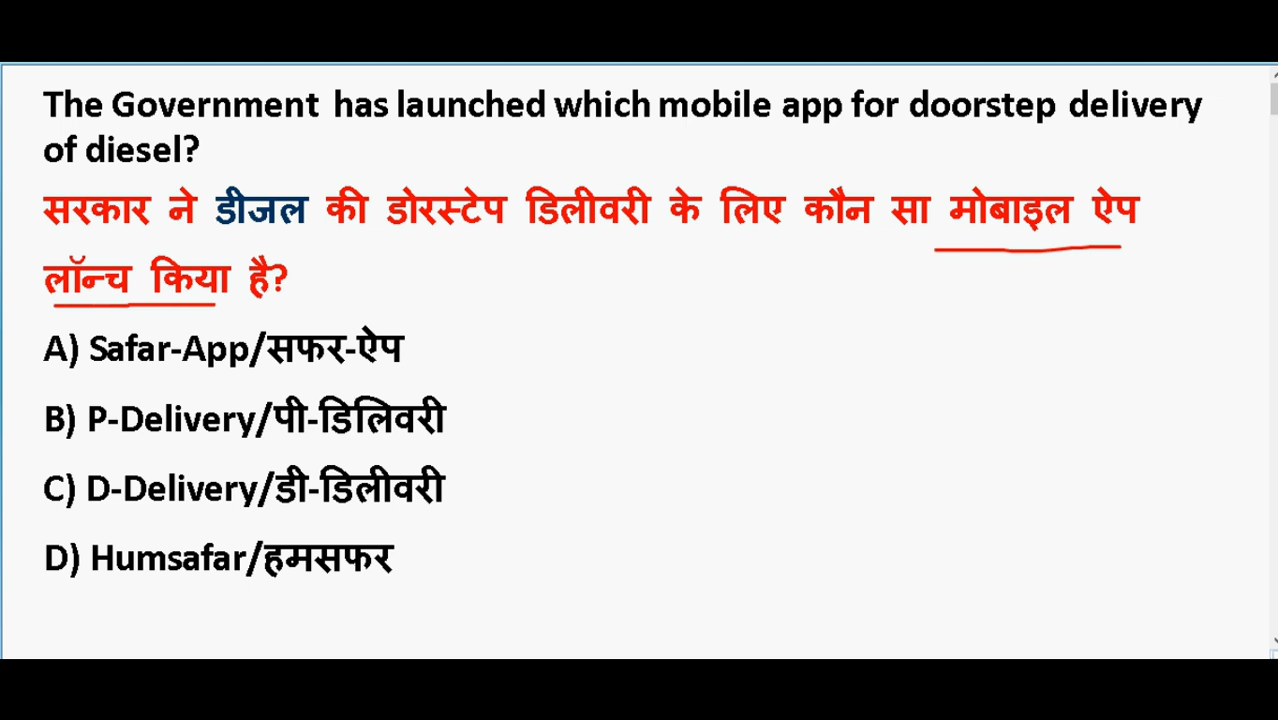 The Government has launched which mobile app for doorstep delivery
of diesel?
सरकार ने डीजल की डोरस्टेप डिलीवरी के लिए कौन सा मोबाइल ऐप
लॉन्च किया है?
A) Safar-App/सफर-ऐप
B) P-Delivery/पी-डिलिवरी
C) D-Delivery/डी-डिलीवरी
D) Humsafar/हमसफर